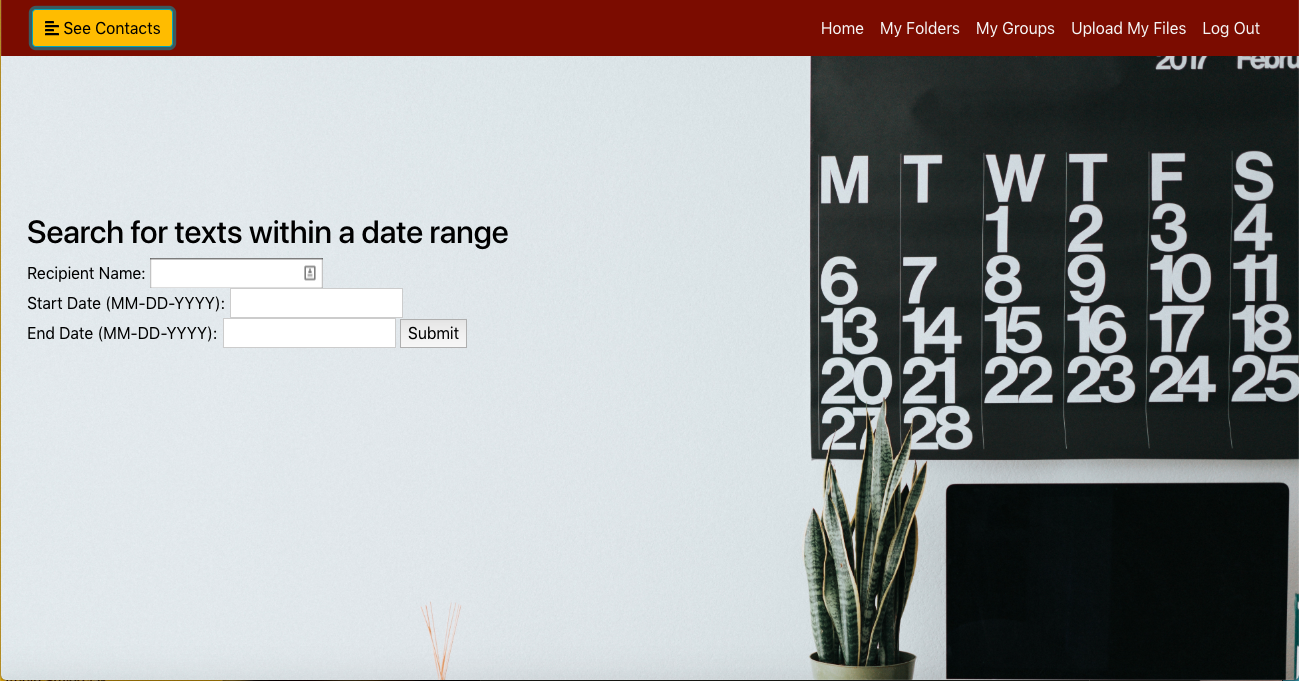 See Contacts
Home My Folders My Groups Upload My Files Log Out
2017 Febru
M T W T F S
1 2 3 4
6 7 8 9 10 11
13 14 15 16 17 18
20 21 22 23 24 25
27 28
Search for texts within a date range
Recipient Name:
Start Date (MM-DD-YYYY):
End Date (MM-DD-YYYY): Submit